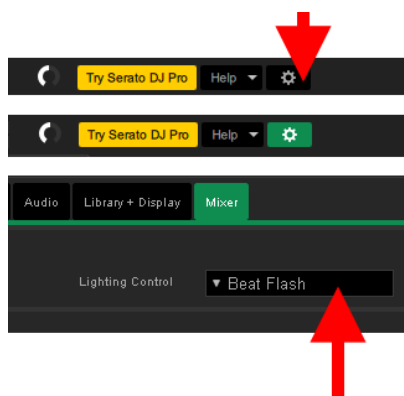 Try Serato DJ Pro Help
Try Serato DJ Pro Help
Audio Library + Display Mixer
Lighting Control Beat Flash